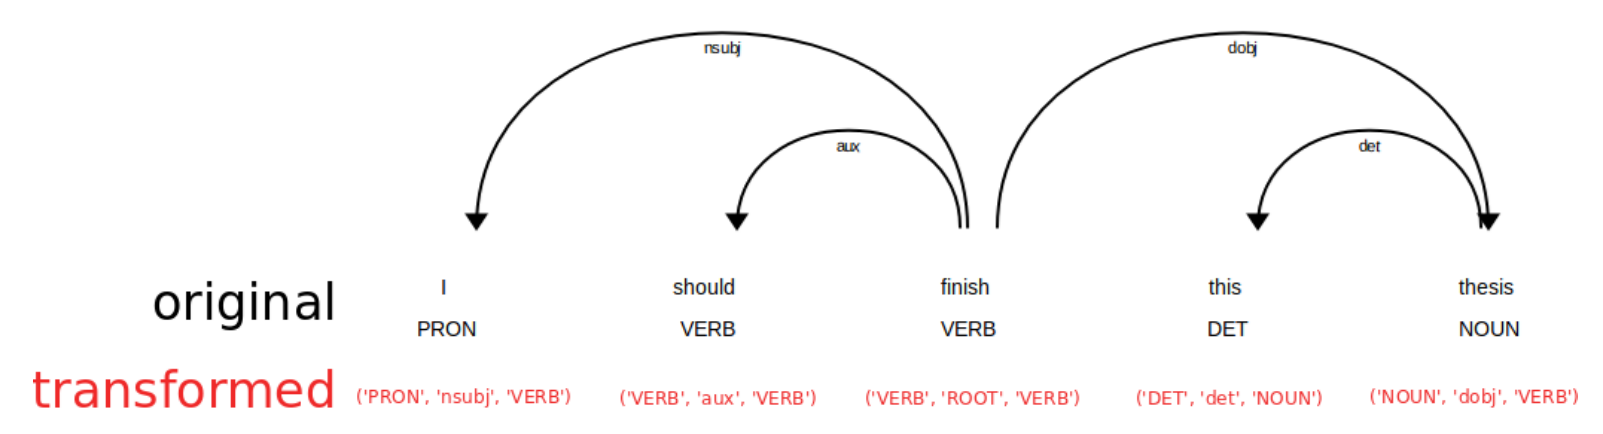 nsubj dobj
aux det
original I should finish this thesis
PRON VERB VERB DET NOUN
transformed ('PRON', 'nsubj', 'VERB') ('VERB', 'aux', 'VERB') ('VERB', 'ROOT', 'VERB') ('DET', 'det', 'NOUN') ('NOUN', 'dobj', 'VERB')